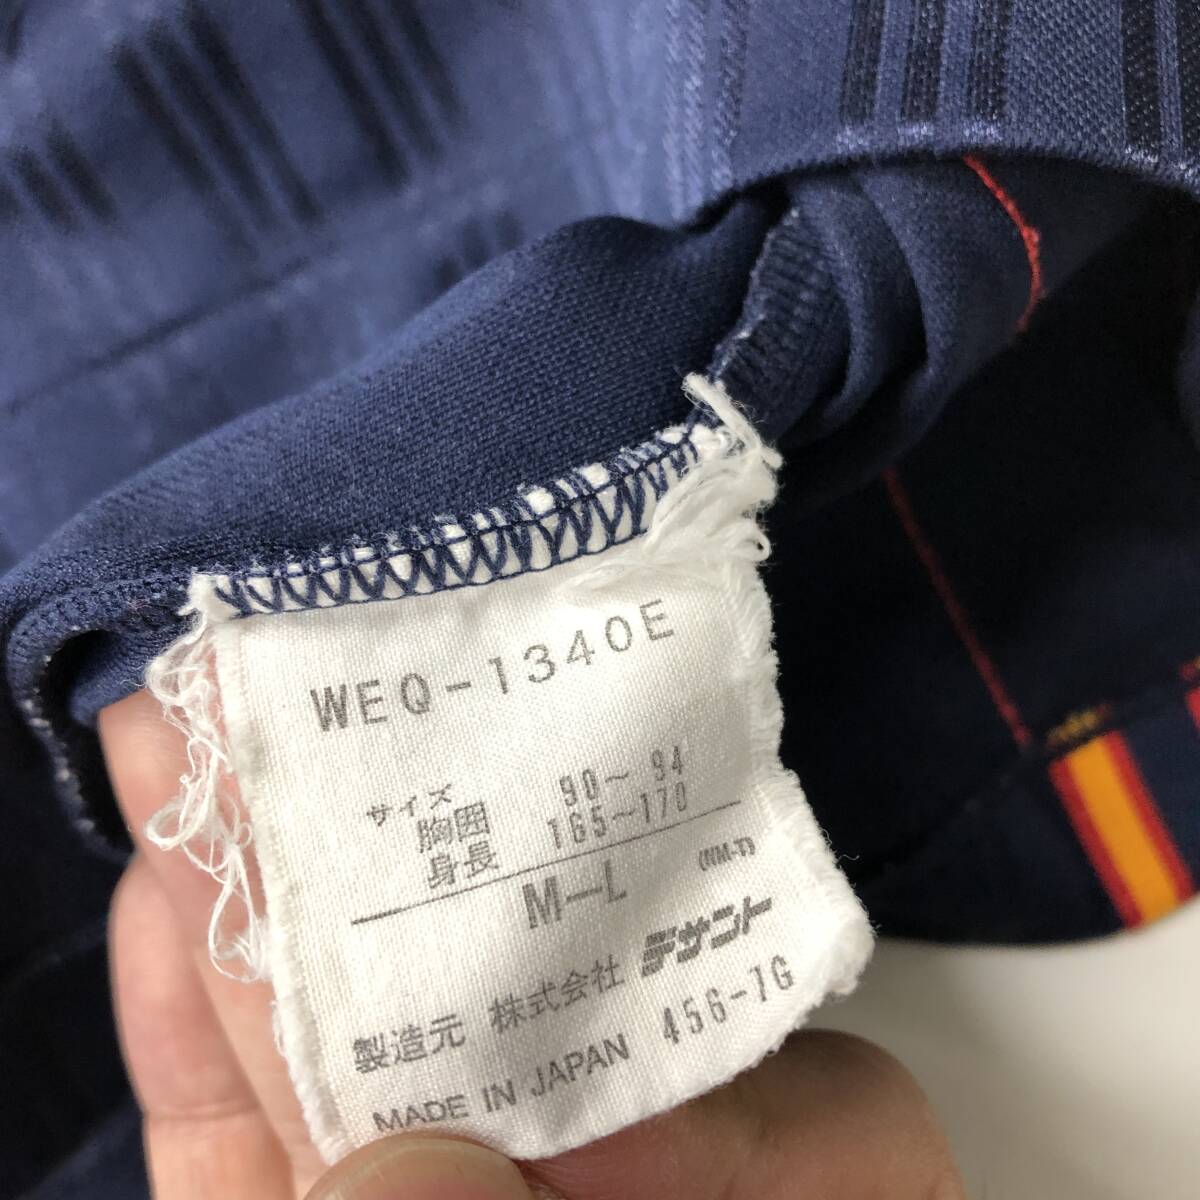 WEQ-1340E
サイズ
胸囲 90〜94
身長 165〜170
M-L (NM-T)
製造元 株式会社 デサント
MADE IN JAPAN 456-7G